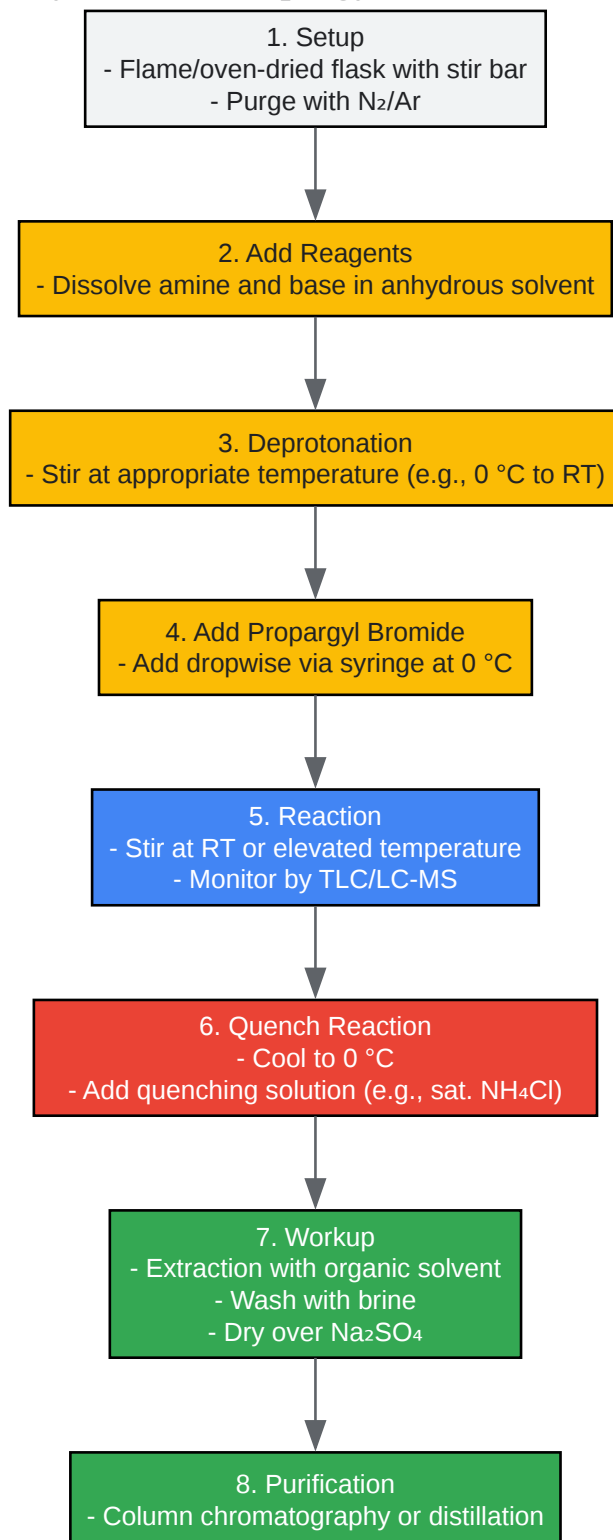 1. Setup
- Flame/oven-dried flask with stir bar
- Purge with N₂/Ar
2. Add Reagents
- Dissolve amine and base in anhydrous solvent
3. Deprotonation
- Stir at appropriate temperature (e.g., 0 °C to RT)
4. Add Propargyl Bromide
- Add dropwise via syringe at 0 °C
5. Reaction
- Stir at RT or elevated temperature
- Monitor by TLC/LC-MS
6. Quench Reaction
- Cool to 0 °C
- Add quenching solution (e.g., sat. NH₄Cl)
7. Workup
- Extraction with organic solvent
- Wash with brine
- Dry over Na₂SO₄
8. Purification
- Column chromatography or distillation